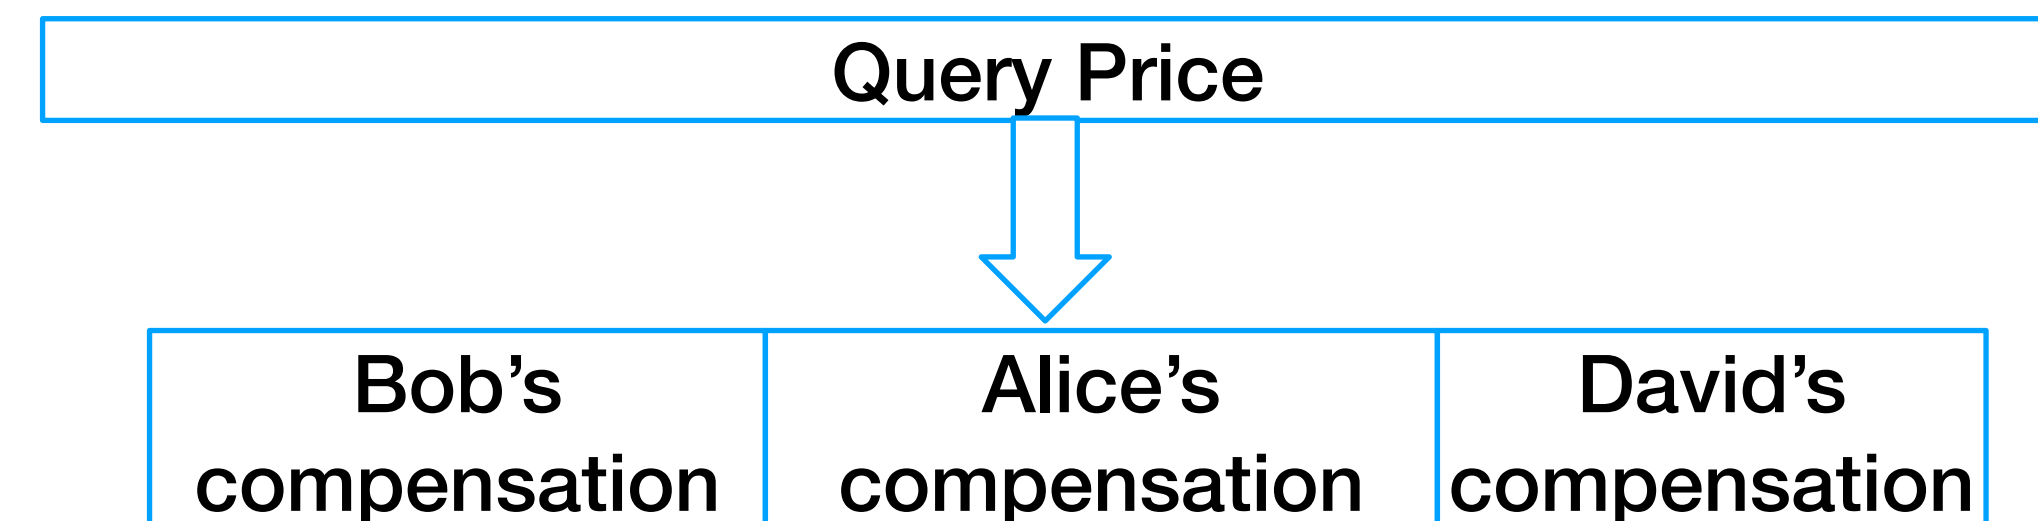 Query Price
Bob’s Alice’s David’s
compensation compensation compensation